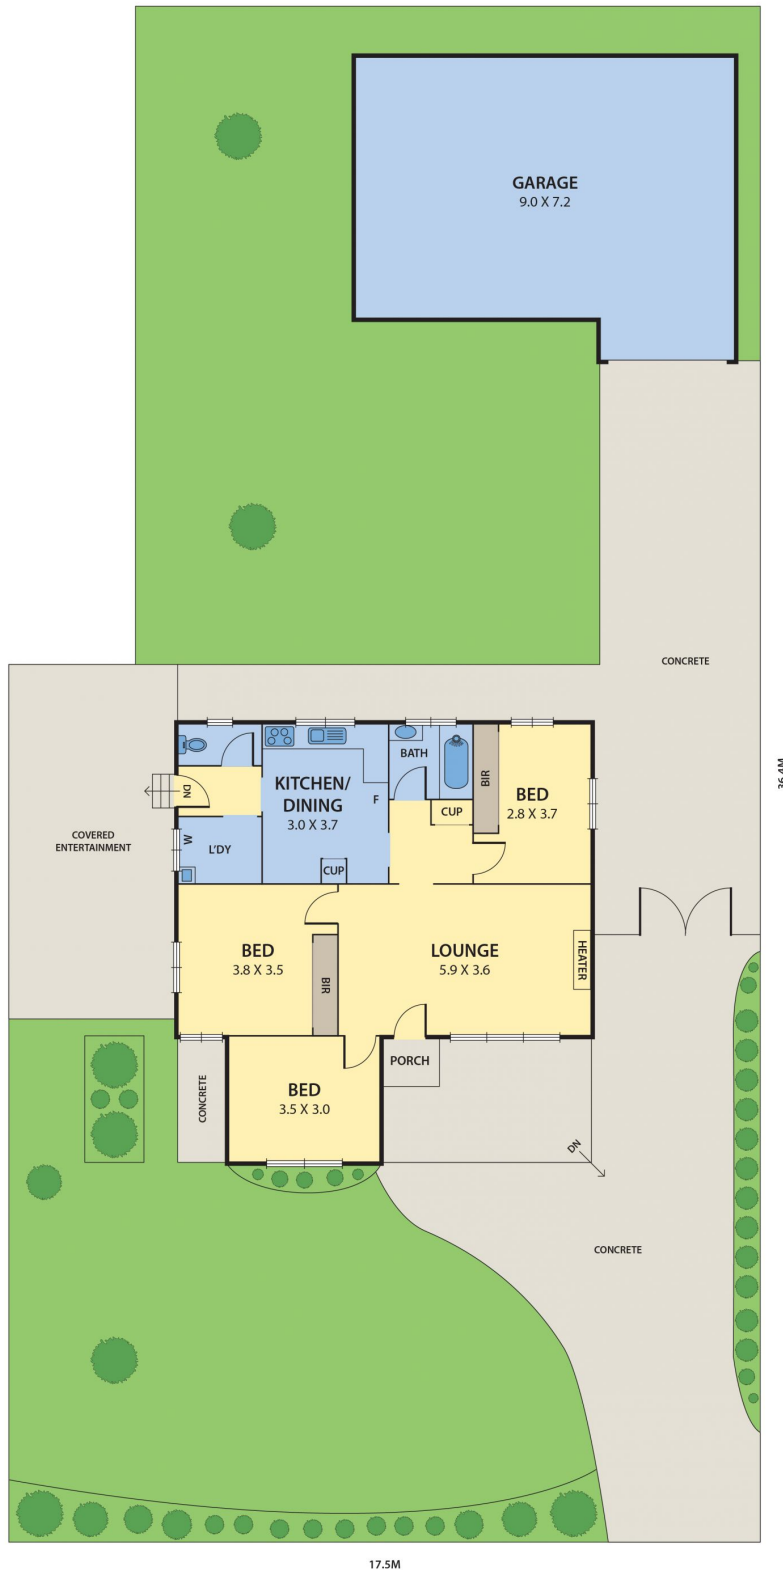 GARAGE
9.0 X 7.2
CONCRETE
36.4M
BATH
KITCHEN/
DINING
3.0 X 3.7
F
BIR
BED
2.8 X 3.7
DN
CUP
COVERED
ENTERTAINMENT
W
L'DY
CUP
BED
3.8 X 3.5
LOUNGE
5.9 X 3.6
HEATER
BIR
PORCH
CONCRETE
BED
3.5 X 3.0
DN
CONCRETE
17.5M